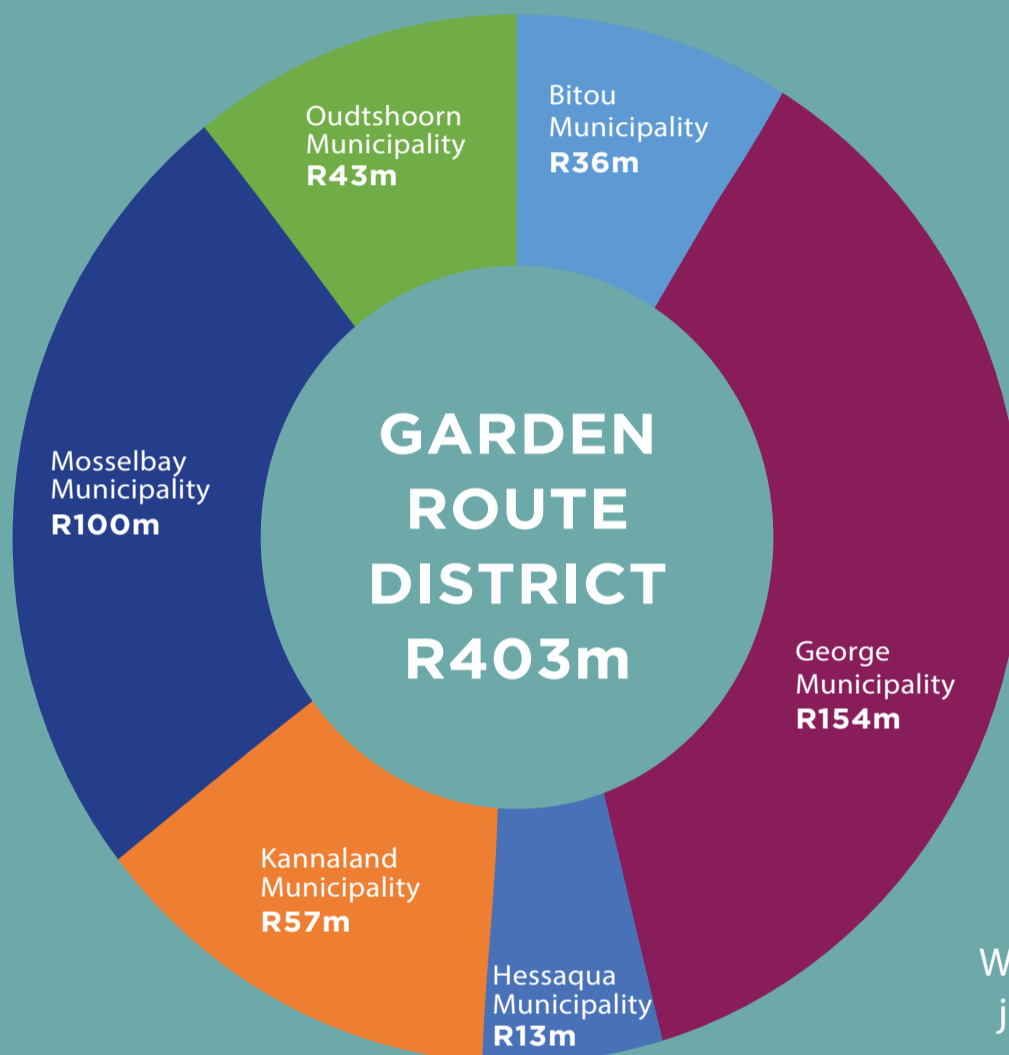 Oudtshoorn
Municipality
R43m
Bitou
Municipality
R36m
Mosselbay
Municipality
R100m
GARDEN
ROUTE
DISTRICT
R403m
George
Municipality
R154m
Kannaland
Municipality
R57m
Hessaqua
Municipality
R13m